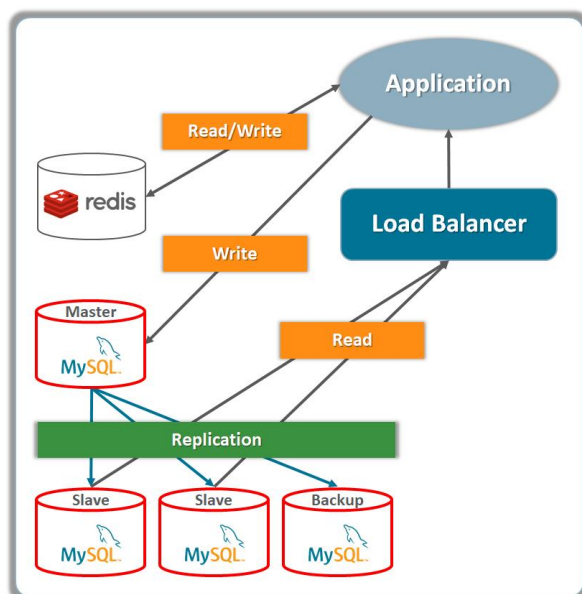 Application
Read/Write
redis
Load Balancer
Write
Master
MySQL
Read
Replication
Slave
Slave
Backup
MySQL
MySQL
MySQL